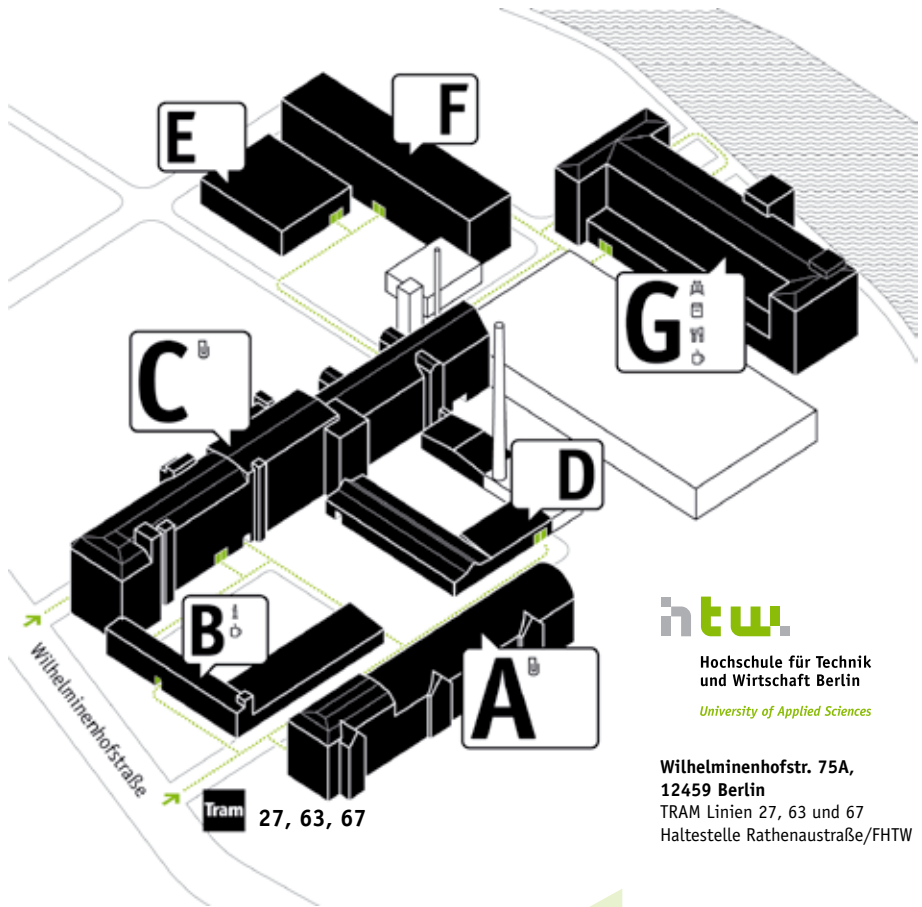 E
F
G
C
D
B
A
Wilhelminenhofstraße
Tram 27, 63, 67
htw.
Hochschule für Technik
und Wirtschaft Berlin
University of Applied Sciences
Wilhelminenhofstr. 75A,
12459 Berlin
TRAM Linien 27, 63 und 67
Haltestelle Rathenaustraße/FHTW